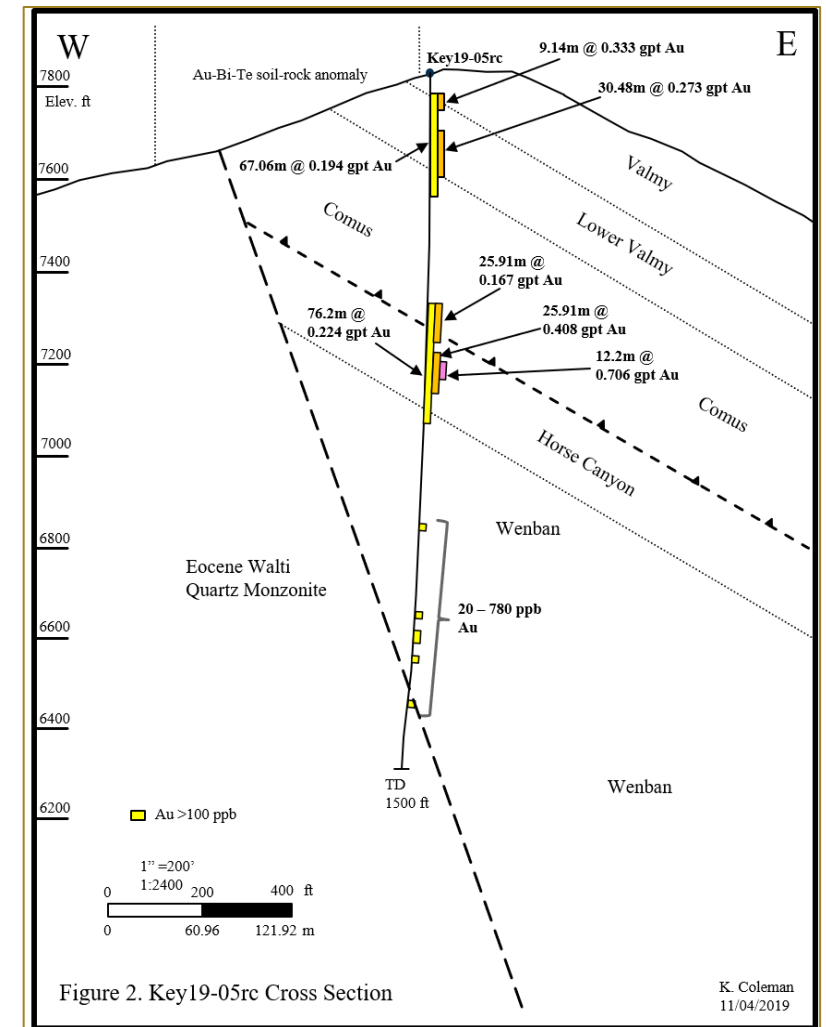 W
E
Key19-05rc
9.14m @ 0.333 gpt Au
Au-Bi-Te soil-rock anomaly
7800
Elev. ft
30.48m @ 0.273 gpt Au
67.06m @ 0.194 gpt Au
Valmy
7600
Comus
Lower Valmy
7400
25.91m @
0.167 gpt Au
76.2m @
0.224 gpt Au
25.91m @
0.408 gpt Au
7200
12.2m @
0.706 gpt Au
Comus
7000
Horse Canyon
6800
Wenban
Eocene Walti
Quartz Monzonite
6600
20 – 780 ppb
Au
6400
TD
1500 ft
Wenban
6200
Au >100 ppb
1” =200’
1:2400
0 200 400 ft
0 60.96 121.92 m
Figure 2. Key19-05rc Cross Section
K. Coleman
11/04/2019